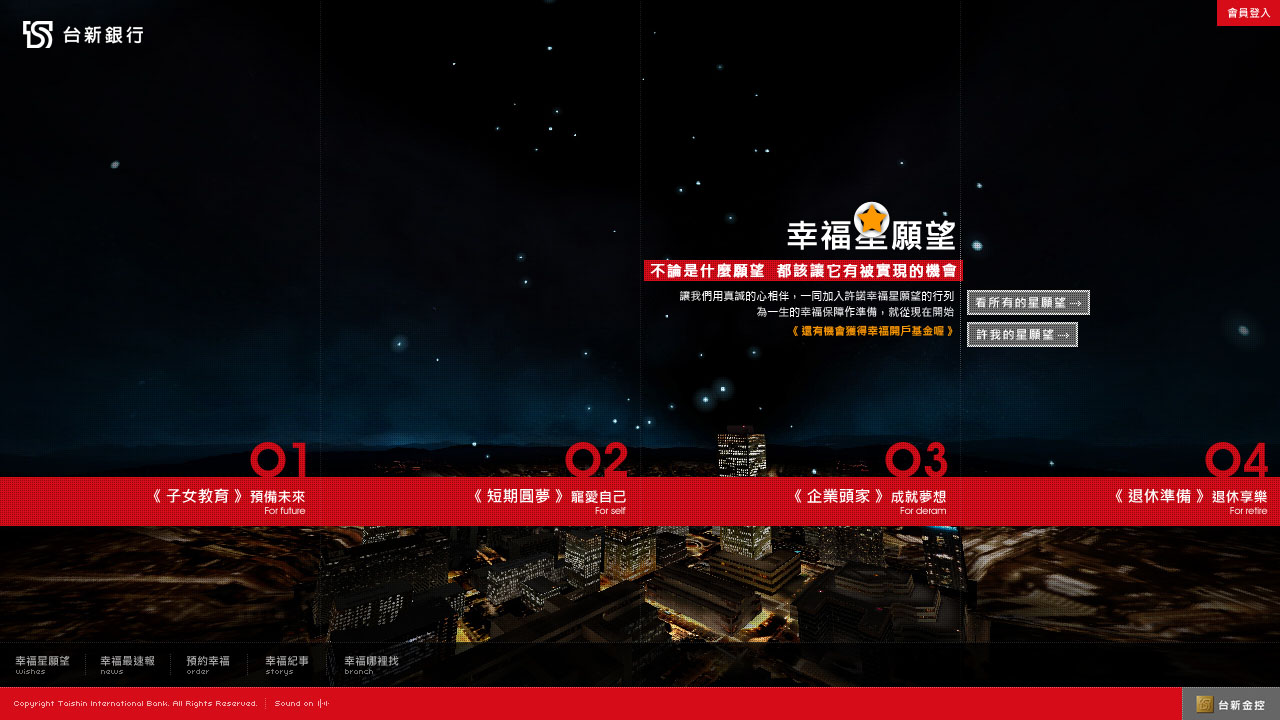 會員登入
台新銀行
幸福星願望
不論是什麼願望 都該讓它有被實現的機會
讓我們用真誠的心相伴，一同加入許諾幸福星願望的行列
為一生的幸福保障作準備，就從現在開始
《 還有機會獲得幸福開戶基金喔 》
看所有的星願望
許我的星願望
01
《 子女教育 》預備未來
For future
02
《 短期圓夢 》寵愛自己
For self
03
《 企業頭家 》成就夢想
For deram
04
《 退休準備 》退休享樂
For retire
幸福星願望
wishes
幸福最速報
news
預約幸福
order
幸福紀事
storys
幸福哪裡找
branch
Copyright Taishin International Bank. All Rights Reserved.
Sound on
台新金控